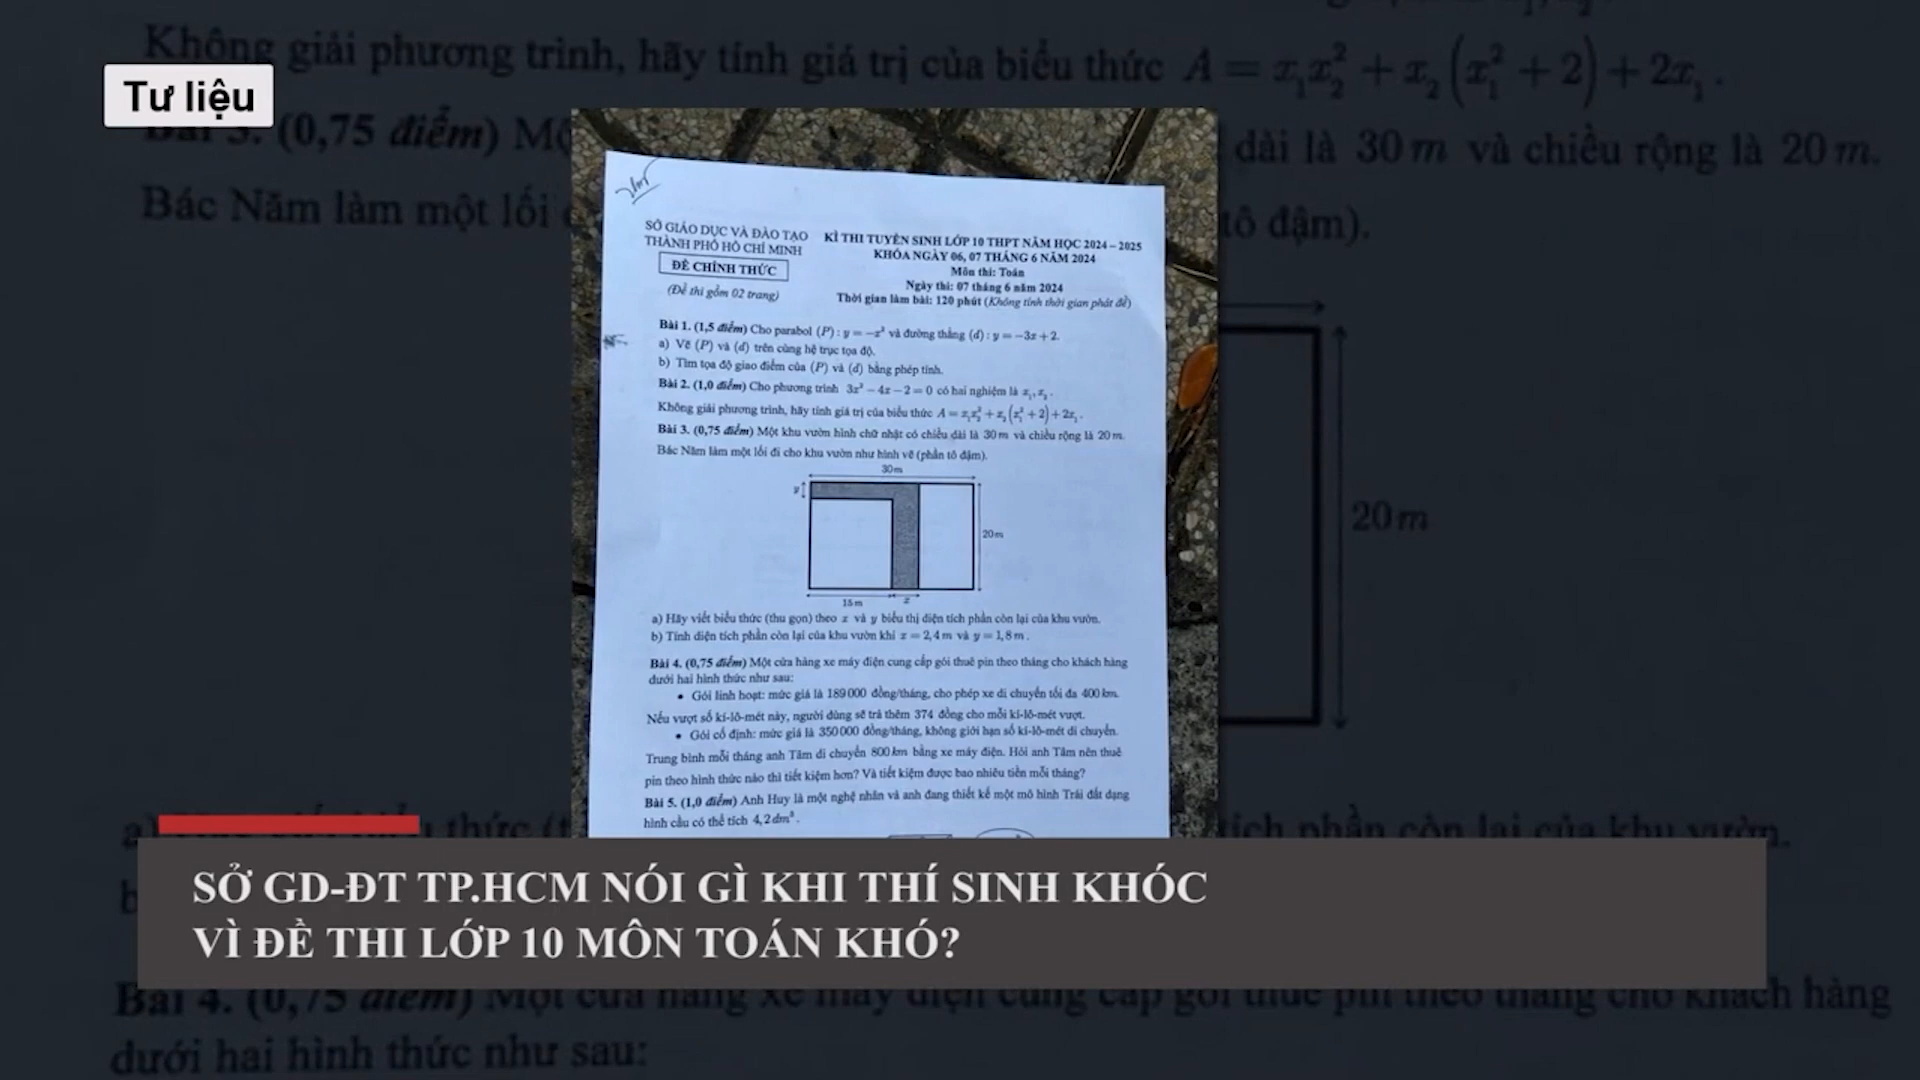 Không giải phương trình, hãy tính giá trị của biểu thức A = x₁x₂² + x₂(x₁² + 2) + 2x₁.
Tư liệu
Bài 3. (0,75 điểm) Mộ
dài là 30 m và chiều rộng là 20 m.
Bác Năm làm một lối
tô đậm).
SỞ GIÁO DỤC VÀ ĐÀO TẠO
THÀNH PHỐ HỒ CHÍ MINH
ĐỀ CHÍNH THỨC
(Đề thi gồm 02 trang)
KÌ THI TUYỂN SINH LỚP 10 THPT NĂM HỌC 2024 – 2025
KHÓA NGÀY 06, 07 THÁNG 6 NĂM 2024
Môn thi: Toán
Ngày thi: 07 tháng 6 năm 2024
Thời gian làm bài: 120 phút (Không tính thời gian phát đề)
Bài 1. (1,5 điểm) Cho parabol (P) : y = −x² và đường thẳng (d) : y = −3x + 2.
a) Vẽ (P) và (d) trên cùng hệ trục tọa độ.
b) Tìm tọa độ giao điểm của (P) và (d) bằng phép tính.
Bài 2. (1,0 điểm) Cho phương trình 3x² − 4x − 2 = 0 có hai nghiệm là x₁, x₂.
Không giải phương trình, hãy tính giá trị của biểu thức A = x₁x₂² + x₂(x₁² + 2) + 2x₁.
Bài 3. (0,75 điểm) Một khu vườn hình chữ nhật có chiều dài là 30 m và chiều rộng là 20 m.
Bác Năm làm một lối đi cho khu vườn như hình vẽ (phần tô đậm).
30 m
y
20 m
15 m
x
a) Hãy viết biểu thức (thu gọn) theo x và y biểu thị diện tích phần còn lại của khu vườn.
b) Tính diện tích phần còn lại của khu vườn khi x = 2,4 m và y = 1,8 m.
Bài 4. (0,75 điểm) Một cửa hàng xe máy điện cung cấp gói thuê pin theo tháng cho khách hàng
dưới hai hình thức như sau:
• Gói linh hoạt: mức giá là 189 000 đồng/tháng, cho phép xe di chuyển tối đa 400 km.
Nếu vượt số ki-lô-mét này, người dùng sẽ trả thêm 374 đồng cho mỗi ki-lô-mét vượt.
• Gói cố định: mức giá là 350 000 đồng/tháng, không giới hạn số ki-lô-mét di chuyển.
Trung bình mỗi tháng anh Tâm di chuyển 800 km bằng xe máy điện. Hỏi anh Tâm nên thuê
pin theo hình thức nào thì tiết kiệm hơn? Và tiết kiệm được bao nhiêu tiền mỗi tháng?
Bài 5. (1,0 điểm) Anh Huy là một nghệ nhân và anh đang thiết kế một mô hình Trái đất dạng
hình cầu có thể tích 4,2 dm³.
20 m
a)
thức (t
tích phần còn lại của khu vườn.
b
SỞ GD-ĐT TP.HCM NÓI GÌ KHI THÍ SINH KHÓC
VÌ ĐỀ THI LỚP 10 MÔN TOÁN KHÓ?
Bài 4. (0,75 điểm) Một cửa hàng xe máy điện cung cấp gói thuê pin theo tháng cho khách hàng
dưới hai hình thức như sau: